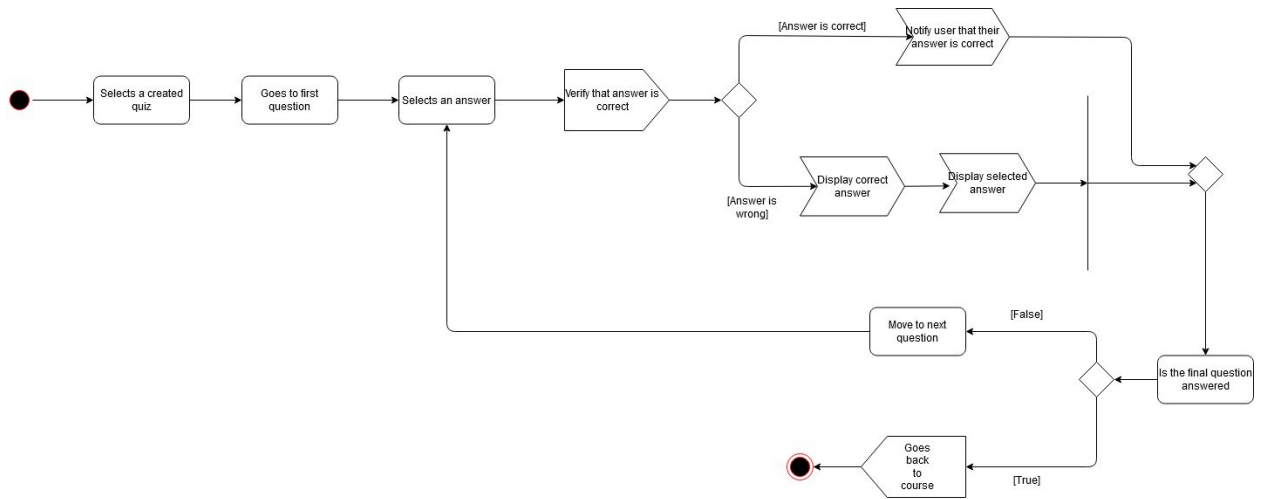 [Answer is correct]
Notify user that their
answer is correct
Selects a created
quiz
Goes to first
question
Selects an answer
Verify that answer is
correct
Display correct
answer
Display selected
answer
[Answer is
wrong]
[False]
Move to next
question
Is the final question
answered
Goes
back
to
course
[True]